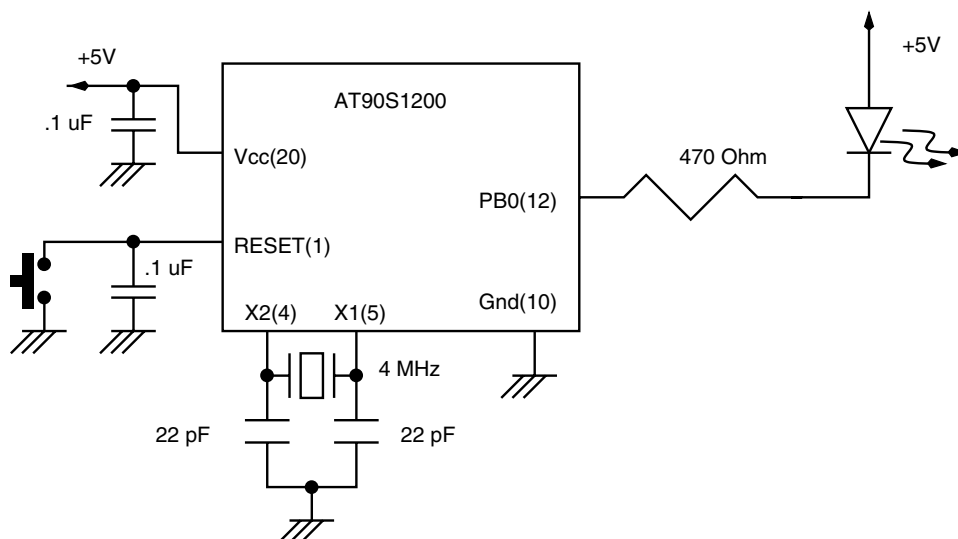 +5V
+5V
AT90S1200
.1 uF
Vcc(20)
470 Ohm
PB0(12)
RESET(1)
.1 uF
Gnd(10)
X2(4)
X1(5)
4 MHz
22 pF
22 pF